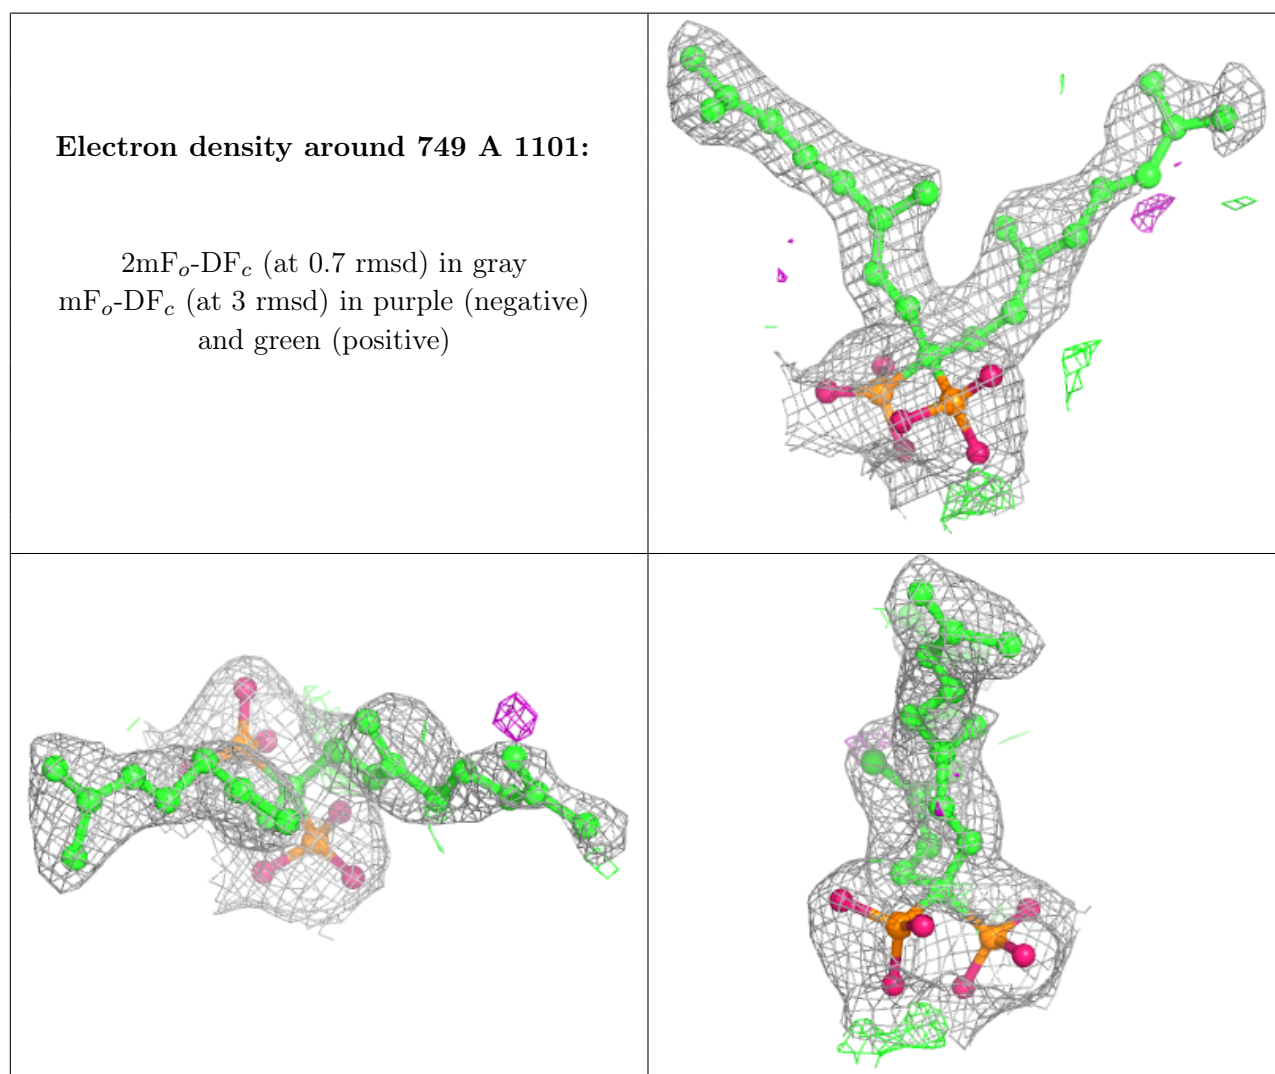 Electron density around 749 A 1101:
2mFo-DFc (at 0.7 rmsd) in gray
mFo-DFc (at 3 rmsd) in purple (negative)
and green (positive)